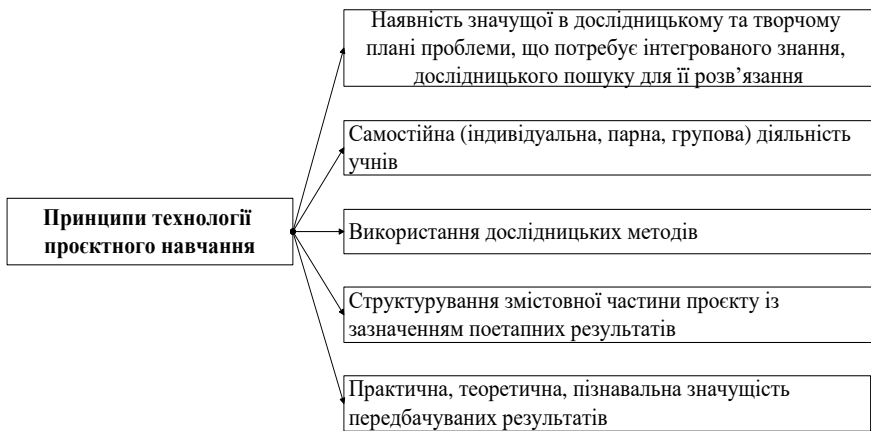 Наявність значущої в дослідницькому та творчому
плані проблеми, що потребує інтегрованого знання,
дослідницького пошуку для її розв’язання
Самостійна (індивідуальна, парна, групова) діяльність
учнів
Принципи технології
проєктного навчання
Використання дослідницьких методів
Структурування змістовної частини проєкту із
зазначенням поетапних результатів
Практична, теоретична, пізнавальна значущість
передбачуваних результатів